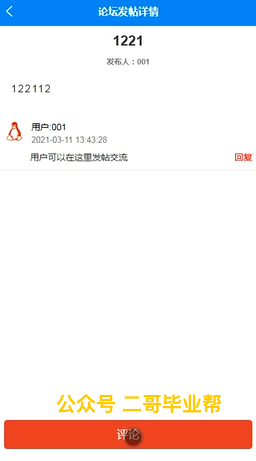 论坛发帖详情
1221
发布人：001
122112
用户:001
2021-03-11 13:43:28
用户可以在这里发帖交流
回复
公众号 二哥毕业帮
评论